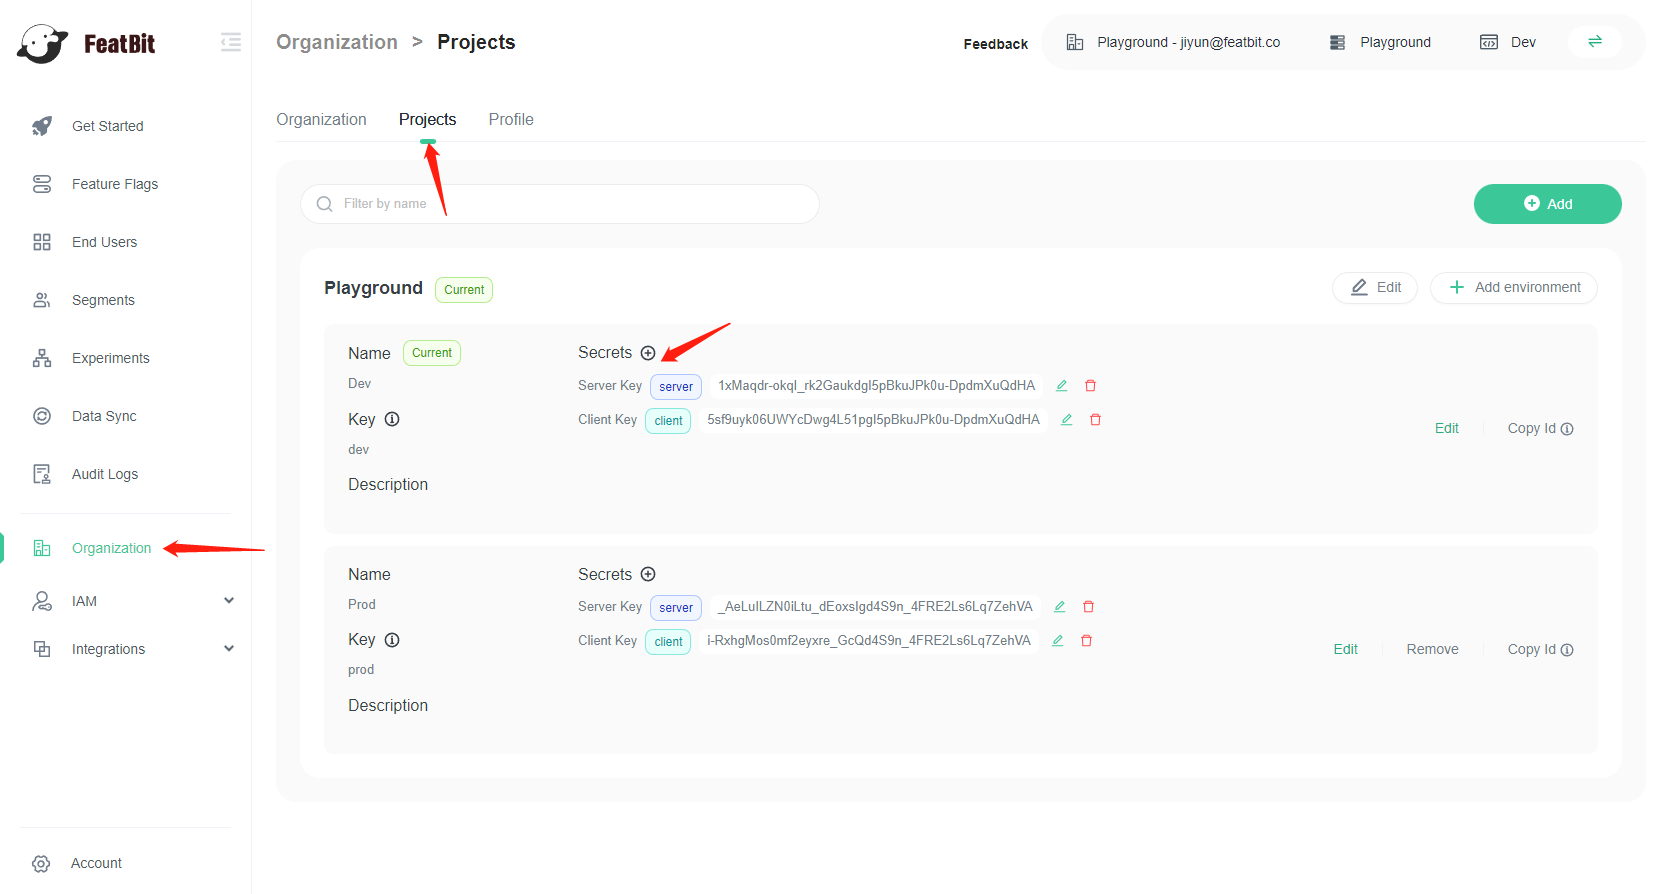 FeatBit
Organization > Projects
Feedback
Playground - jiyun@featbit.co
Playground
Dev
Get Started
Feature Flags
End Users
Segments
Experiments
Data Sync
Audit Logs
Organization
IAM
Integrations
Account
Organization Projects Profile
Filter by name
Add
Playground Current
Edit
Add environment
Name Current
Dev
Key
dev
Description
Secrets
Server Key server 1xMaqdr-okqI_rk2GaukdgI5pBkuJPk0u-DpdmXuQdHA
Client Key client 5sf9uyk06UWYcDwg4L51pgI5pBkuJPk0u-DpdmXuQdHA
Edit Copy Id
Name
Prod
Key
prod
Description
Secrets
Server Key server _AeLuILZN0iLtu_dEoxsIgd4S9n_4FRE2Ls6Lq7ZehVA
Client Key client i-RxhgMos0mf2eyxre_GcQd4S9n_4FRE2Ls6Lq7ZehVA
Edit Remove Copy Id